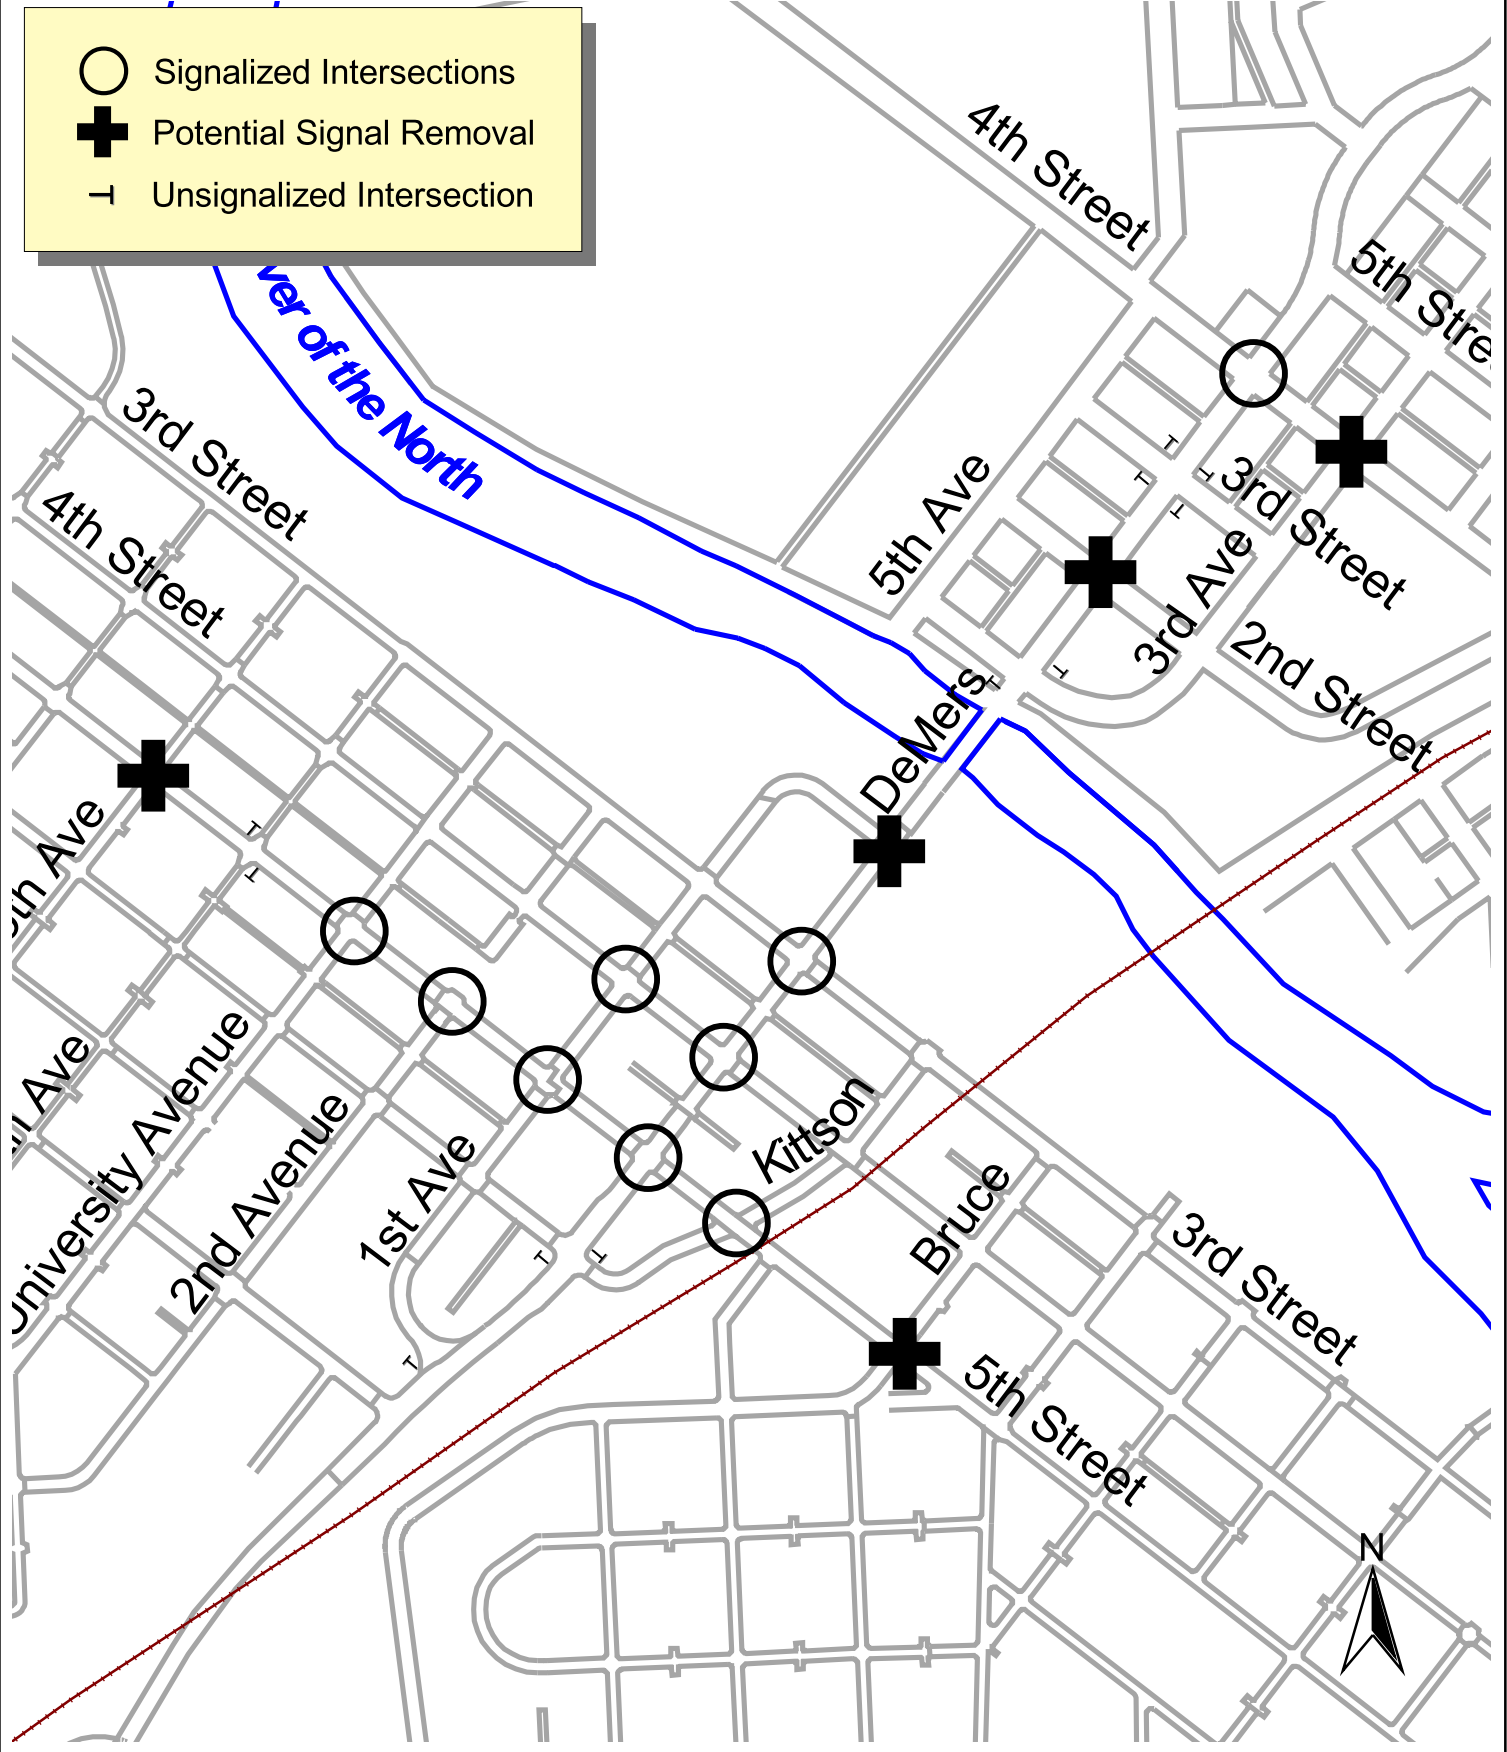 Signalized Intersections
Potential Signal Removal
Unsignalized Intersection
4th Street
5th Stre
ver of the North
3rd Street
4th Street
5th Ave
3rd Street
3rd Ave
2nd Street
DeMers
th Ave
Ave
University Avenue
2nd Avenue
1st Ave
Kittson
Bruce
3rd Street
5th Street
N